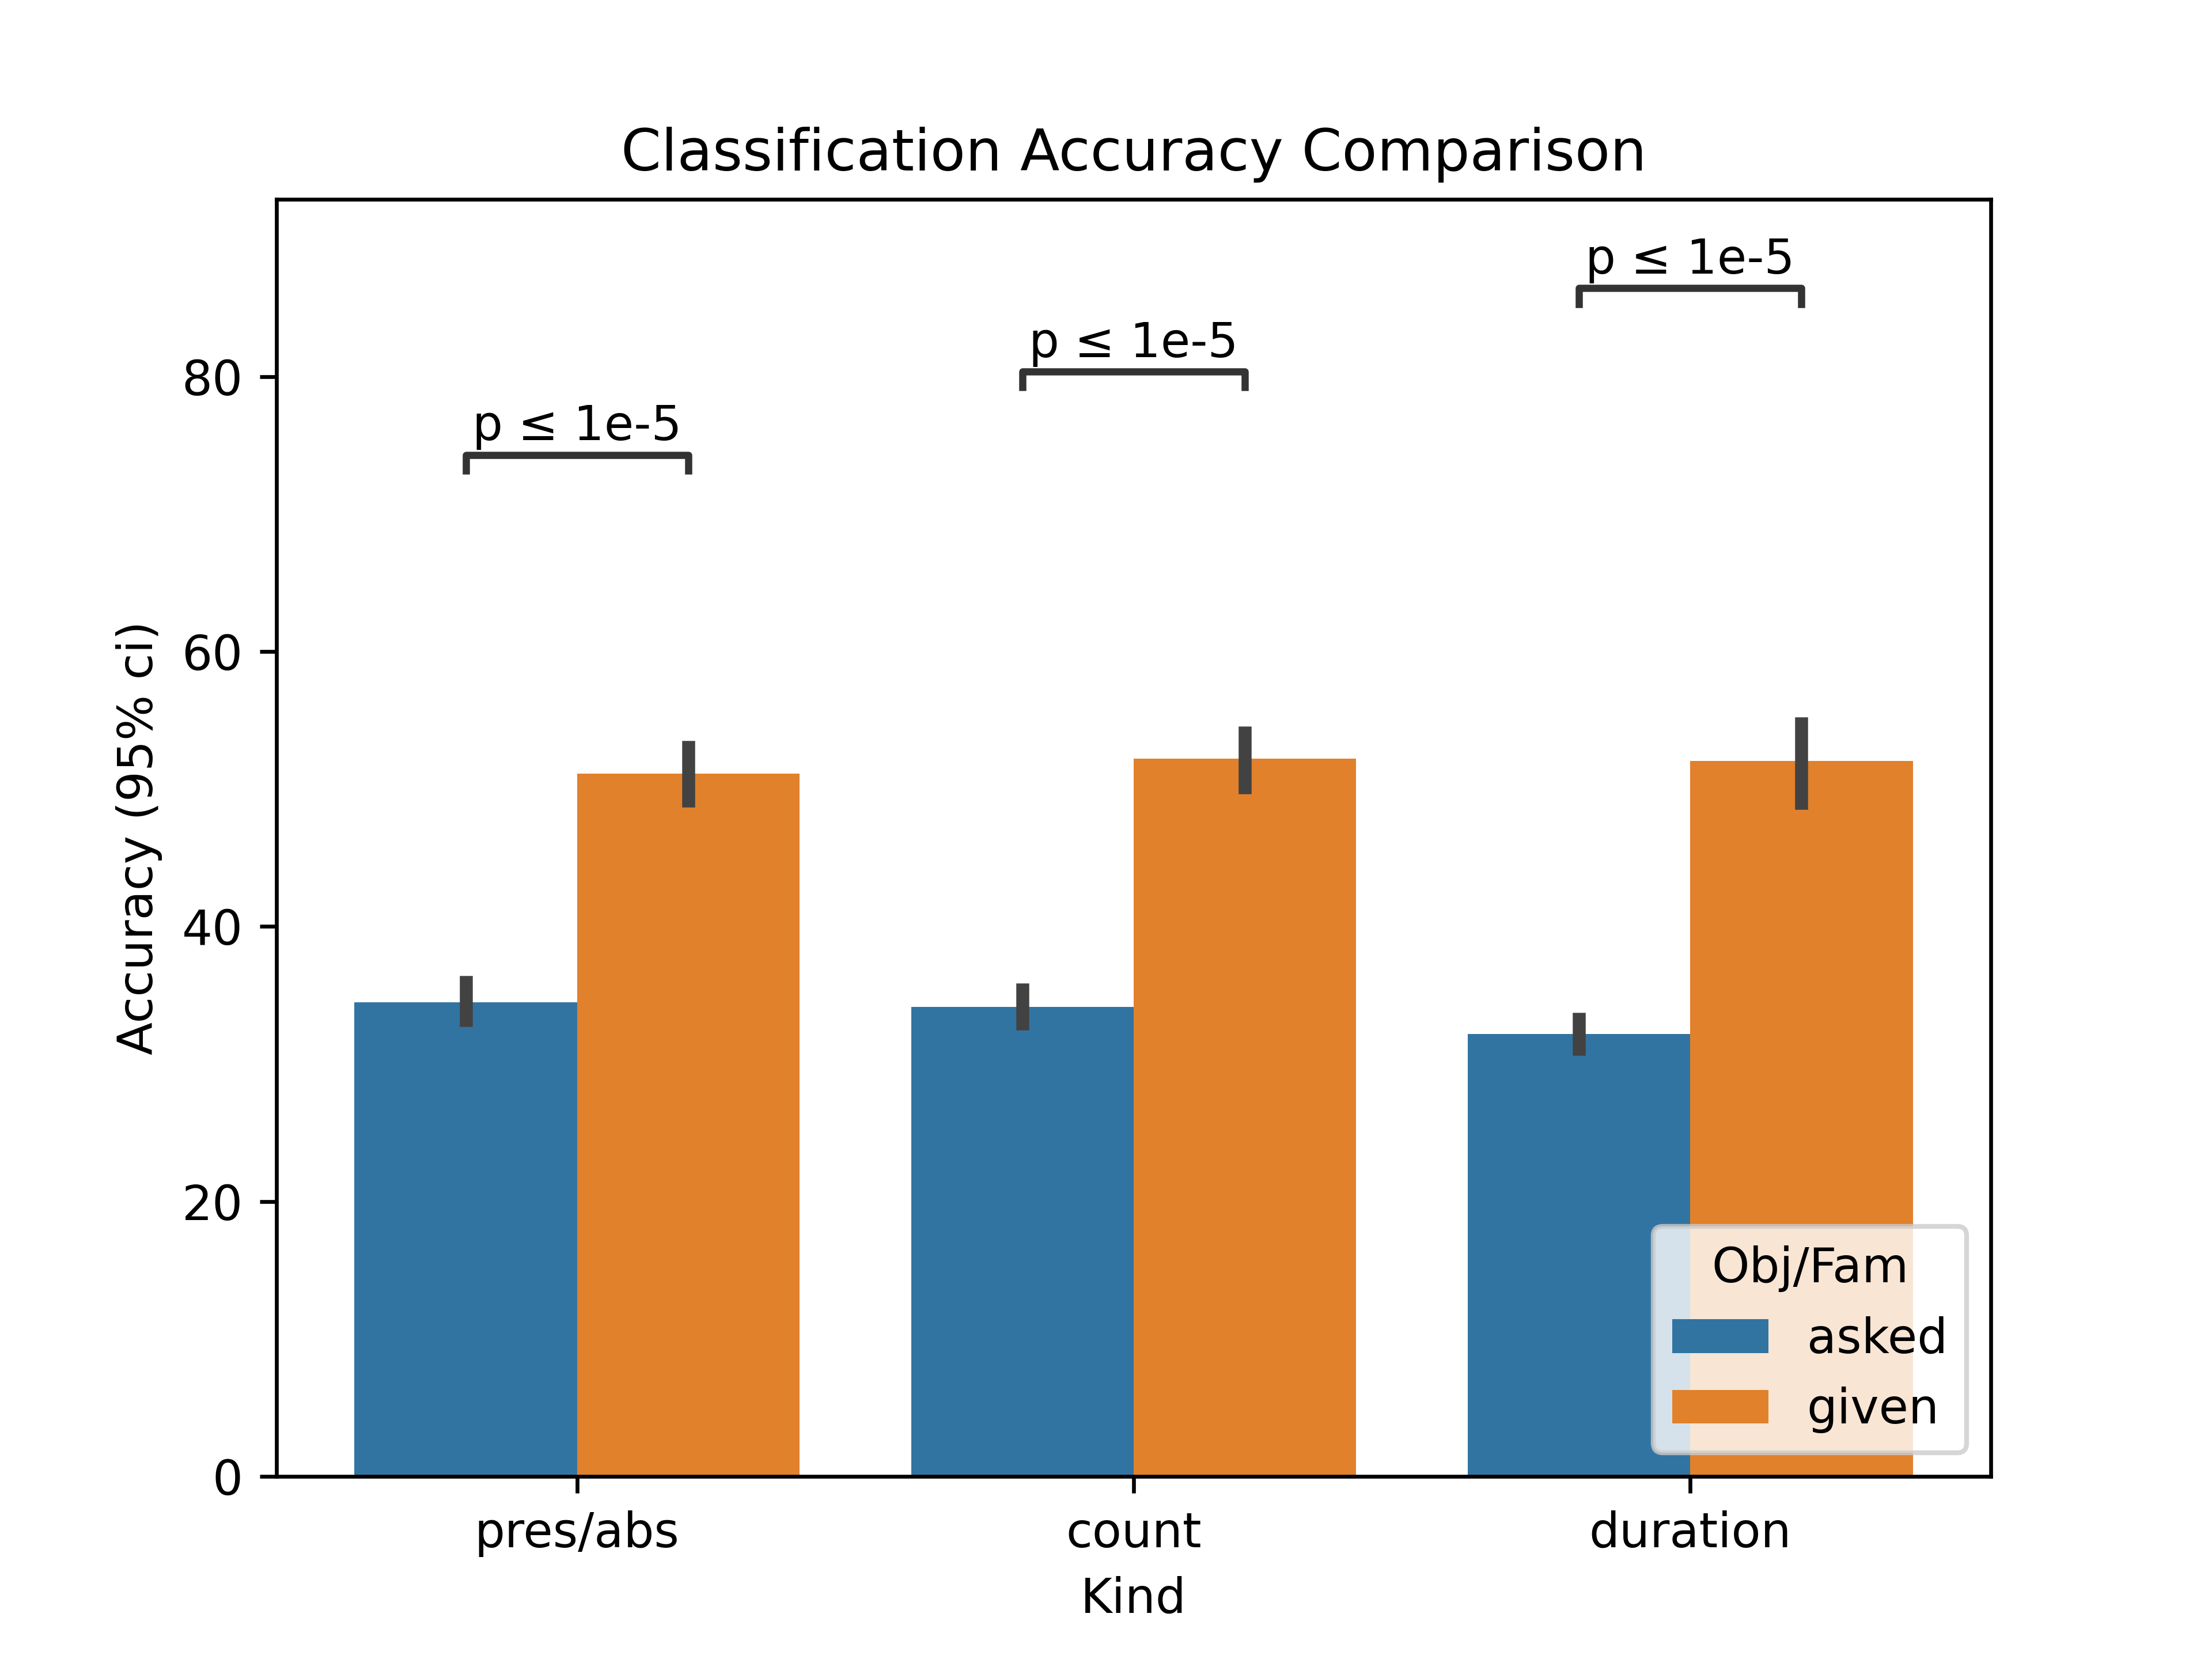 Classification Accuracy Comparison
p ≤ 1e-5
p ≤ 1e-5
p ≤ 1e-5
Accuracy (95% ci)
80
60
40
20
0
Obj/Fam
asked
given
pres/abs
count
duration
Kind